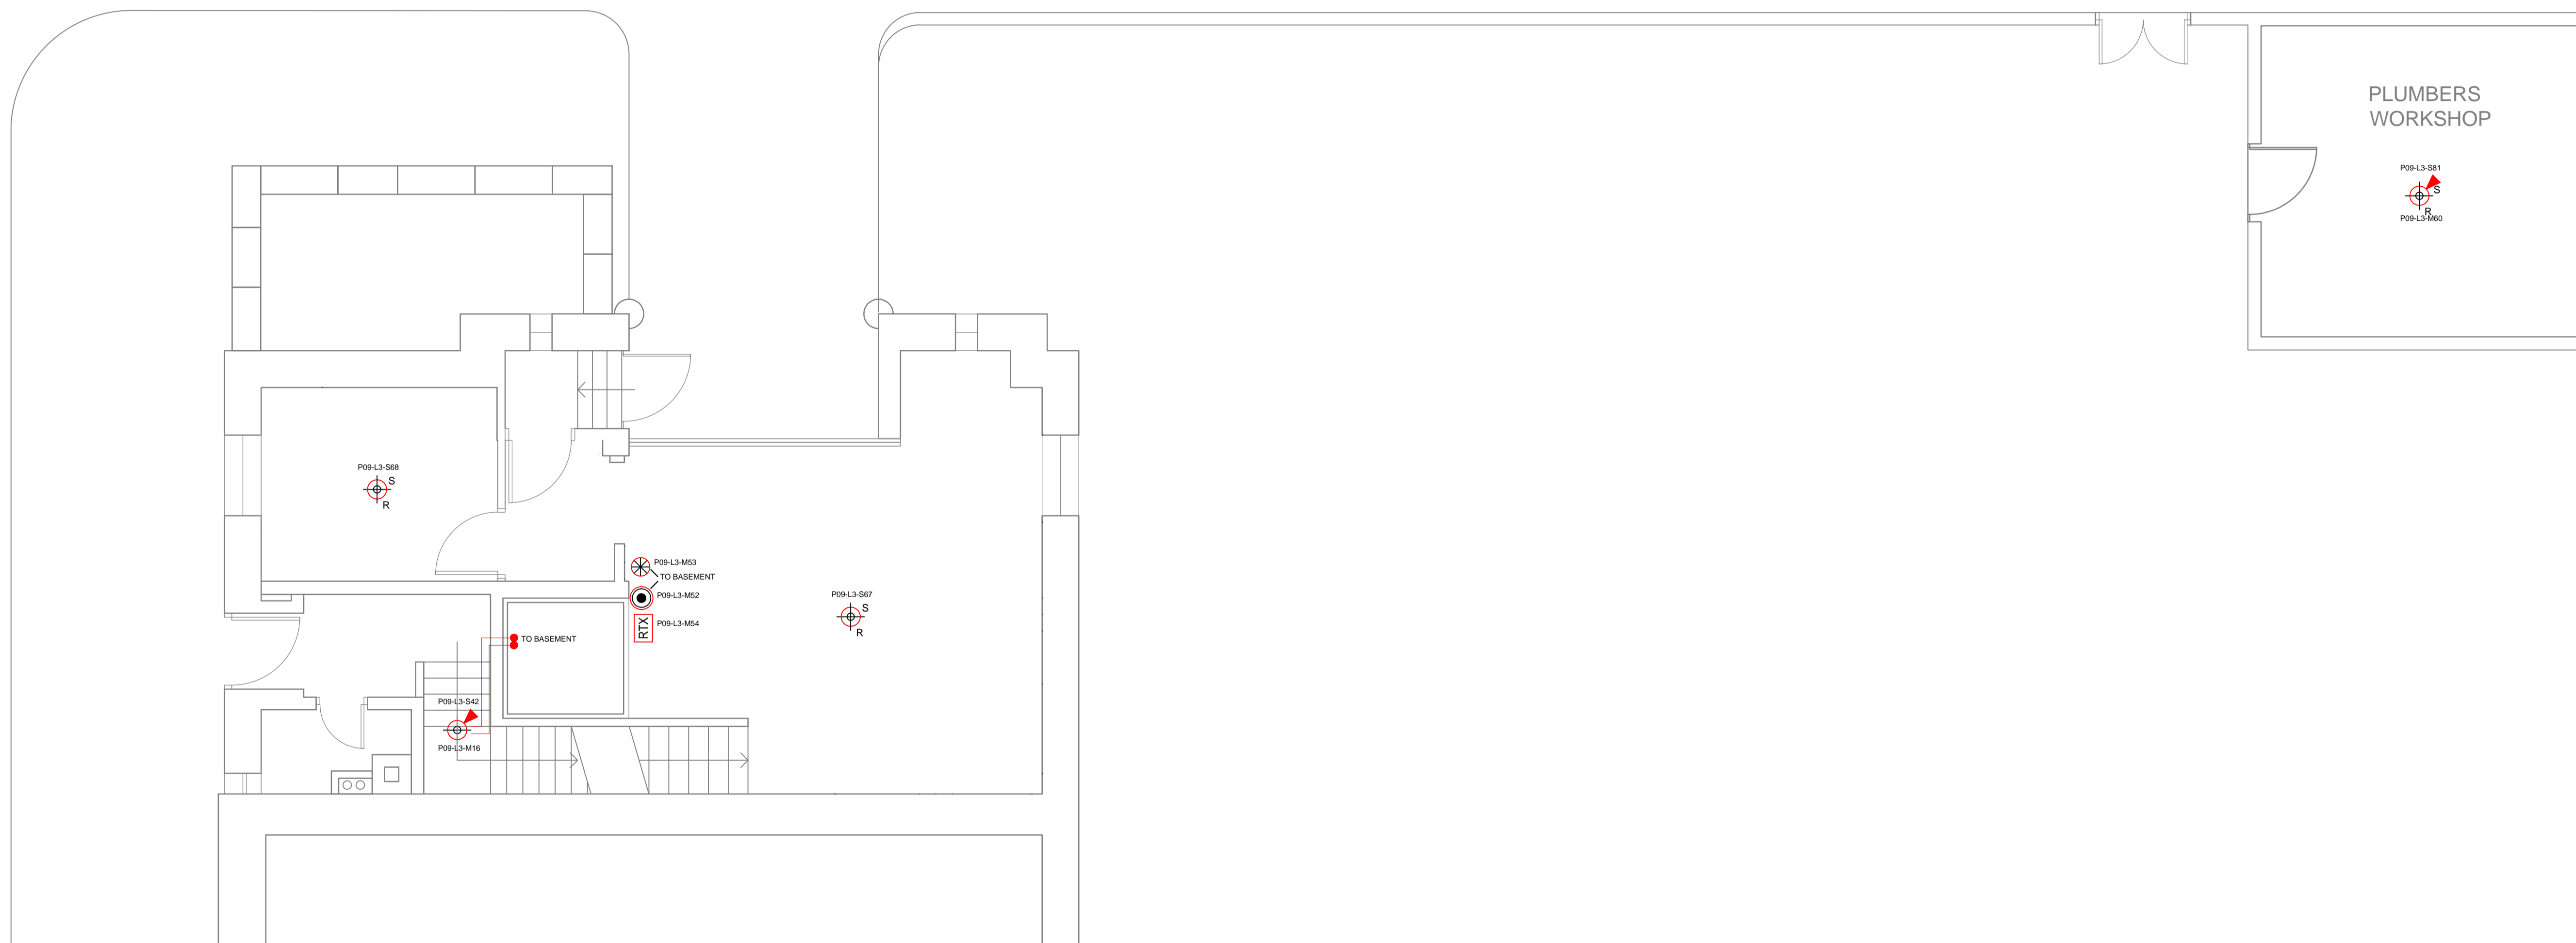 PLUMBERS
WORKSHOP
P09-L3-S81
S
R
P09-L3-M60
P09-L3-S68
S
R
P09-L3-M53
TO BASEMENT
P09-L3-M52
RTX
P09-L3-M54
P09-L3-S67
S
R
TO BASEMENT
P09-L3-S42
P09-L3-M16